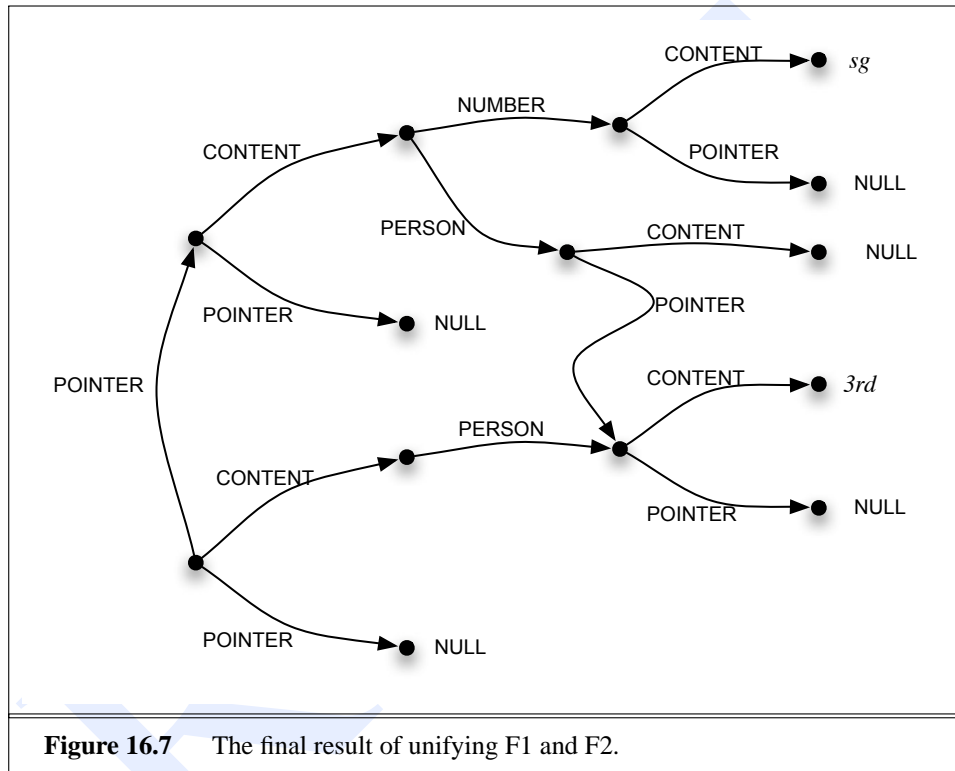 CONTENT sg
NUMBER
CONTENT
POINTER
NULL
PERSON
CONTENT
NULL
POINTER
POINTER
NULL
POINTER
CONTENT
3rd
PERSON
CONTENT
POINTER
NULL
POINTER
NULL
Figure 16.7 The final result of unifying F1 and F2.